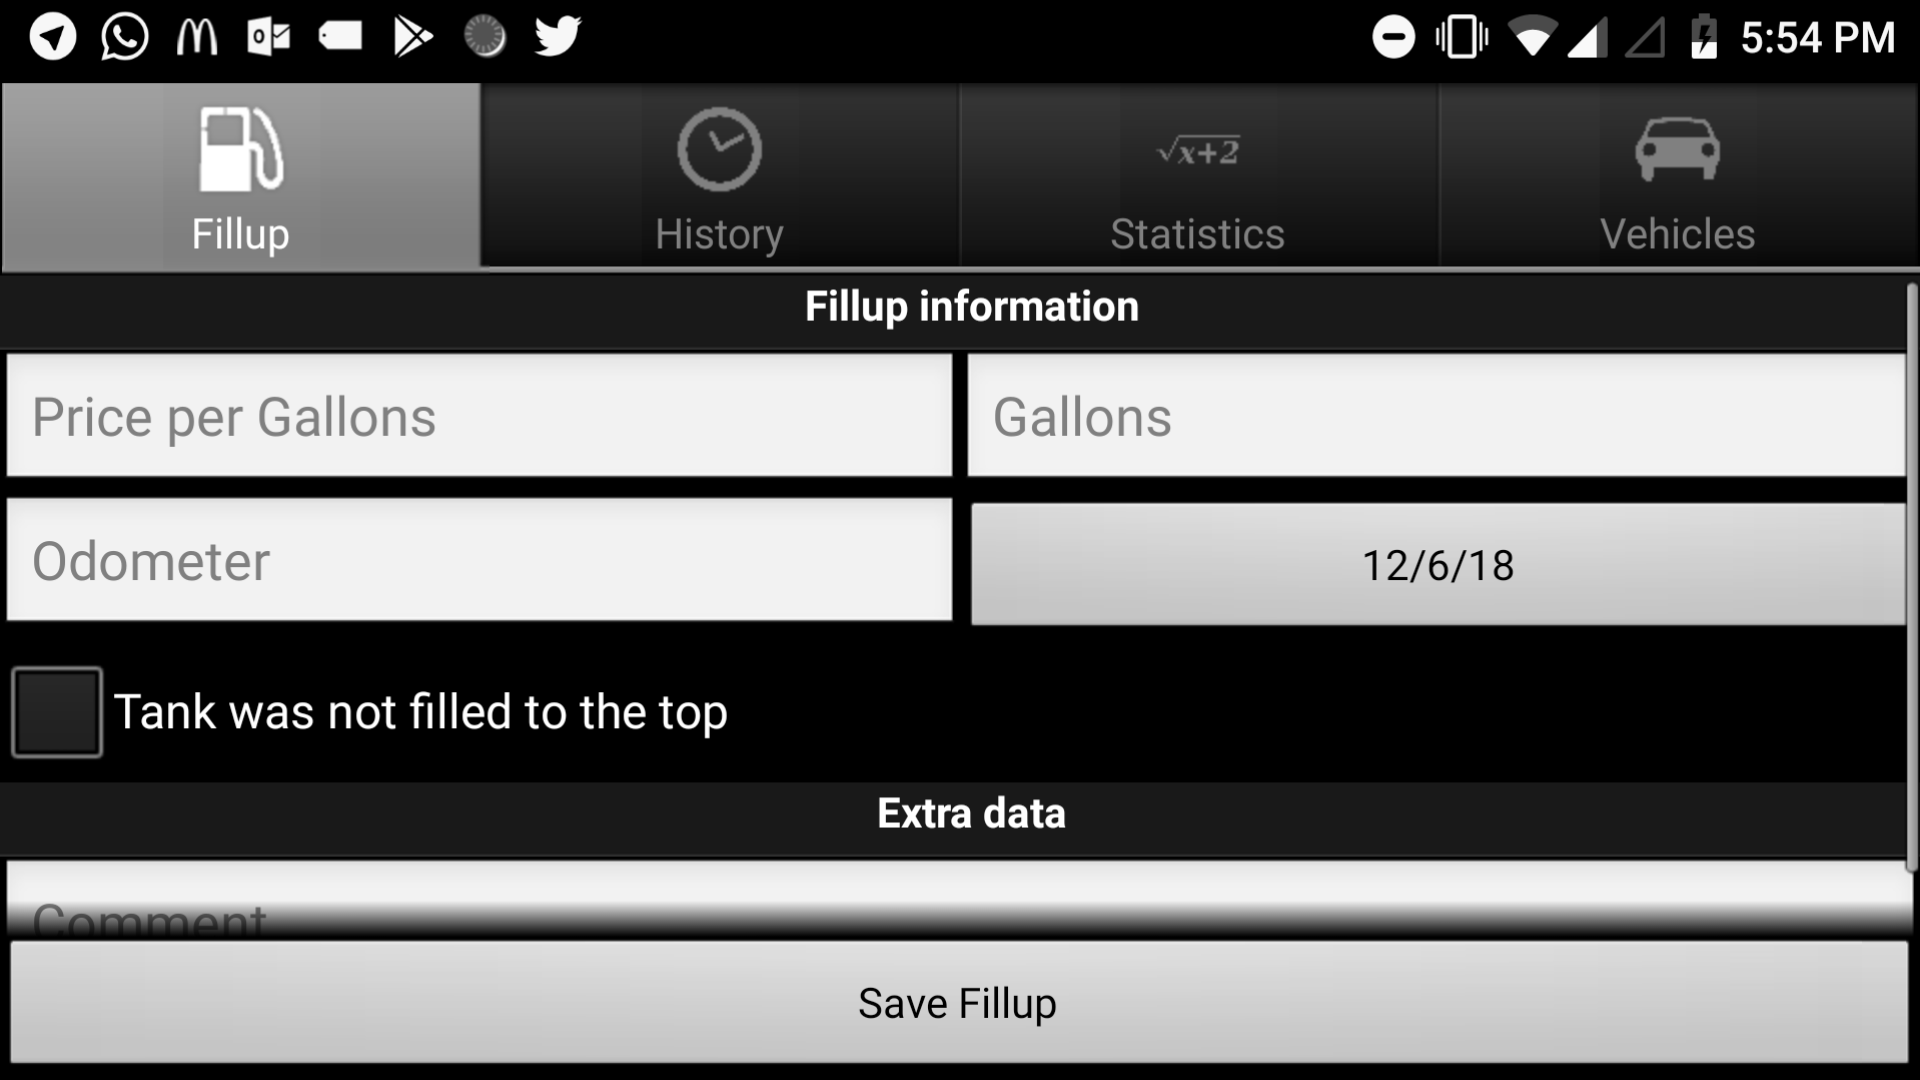 5:54 PM
Fillup
History
√x+2
Statistics
Vehicles
Fillup information
Price per Gallons
Gallons
Odometer
12/6/18
Tank was not filled to the top
Extra data
Comment
Save Fillup